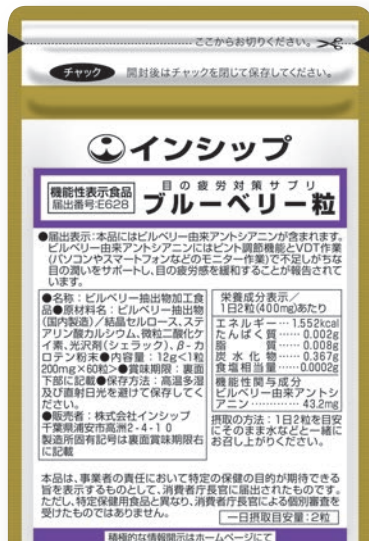 ここからお切りください。
チャック 開封後はチャックを閉じて保存してください。
インシップ
機能性表示食品
届出番号:E628
目の疲労対策サプリ
ブルーベリー粒
●届出表示:本品にはビルベリー由来アントシアニンが含まれます。
ビルベリー由来アントシアニンにはピント調節機能とVDT作業
(パソコンやスマートフォンなどのモニター作業)で不足しがちな
目の潤いをサポートし、目の疲労感を緩和することが報告されて
います。
●名称:ビルベリー抽出物加工食
品●原材料名:ビルベリー抽出物
(国内製造)/結晶セルロース、ステ
アリン酸カルシウム、微粒二酸化ケ
イ素、光沢剤(シェラック)、β-カ
ロテン粉末●内容量:12g<1粒
200mg×60粒>●賞味期限:裏面
下部に記載●保存方法:高温多湿
及び直射日光を避けて保存してく
ださい。
●販売者:株式会社インシップ
千葉県浦安市高洲2-4-10
製造所固有記号は裏面賞味期限右
に記載
栄養成分表示/
1日2粒(400mg)あたり
エネルギー…1.552kcal
たんぱく質……0.002g
脂質……0.008g
炭水化物……0.367g
食塩相当量……0.0002g
機能性関与成分
ビルベリー由来アントシ
アニン…………43.2mg
摂取の方法:1日2粒を目安
にそのまま水などと一緒に
お召し上がりください。
本品は、事業者の責任において特定の保健の目的が期待できる
旨を表示するものとして、消費者庁長官に届出されたものです。
ただし、特定保健用食品と異なり、消費者庁長官による個別審査を
受けたものではありません。
一日摂取目安量:2粒
積極的な情報開示はホームページにて